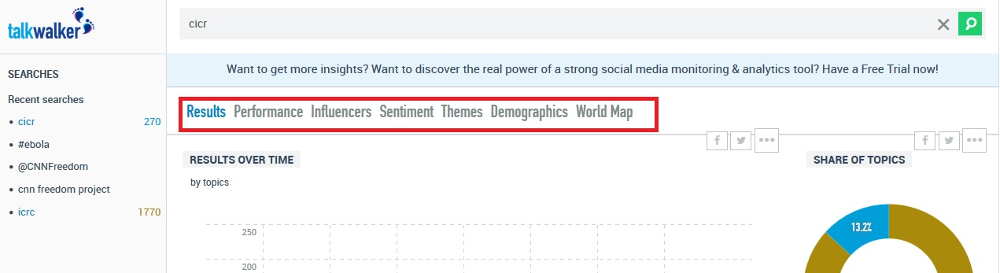 talkwalker
cicr
Want to get more insights? Want to discover the real power of a strong social media monitoring & analytics tool? Have a Free Trial now!
SEARCHES
Recent searches
cicr 270
#ebola
@CNNFreedom
cnn freedom project
icrc 1770
Results Performance Influencers Sentiment Themes Demographics World Map
RESULTS OVER TIME
by topics
250
200
SHARE OF TOPICS
13.2%